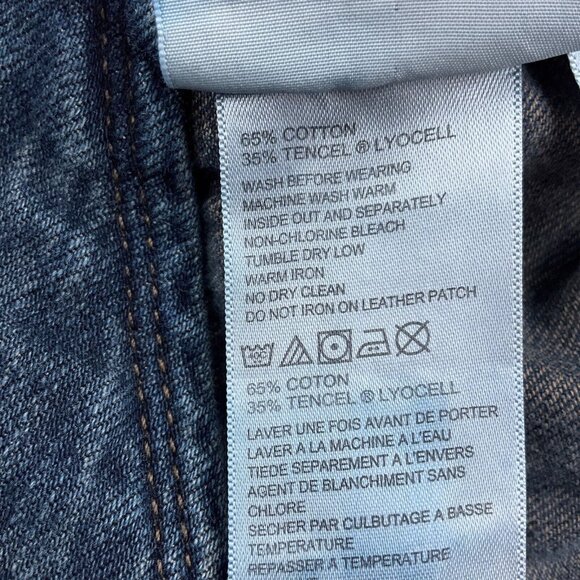 65% COTTON
35% TENCEL ® LYOCELL
WASH BEFORE WEARING
MACHINE WASH WARM
INSIDE OUT AND SEPARATELY
NON-CHLORINE BLEACH
TUMBLE DRY LOW
WARM IRON
NO DRY CLEAN
DO NOT IRON ON LEATHER PATCH
65% COTON
35% TENCEL ® LYOCELL
LAVER UNE FOIS AVANT DE PORTER
LAVER A LA MACHINE A L'EAU
TIEDE SEPAREMENT A L'ENVERS
AGENT DE BLANCHIMENT SANS
CHLORE
SECHER PAR CULBUTAGE A BASSE
TEMPERATURE
REPASSER A TEMPERATURE